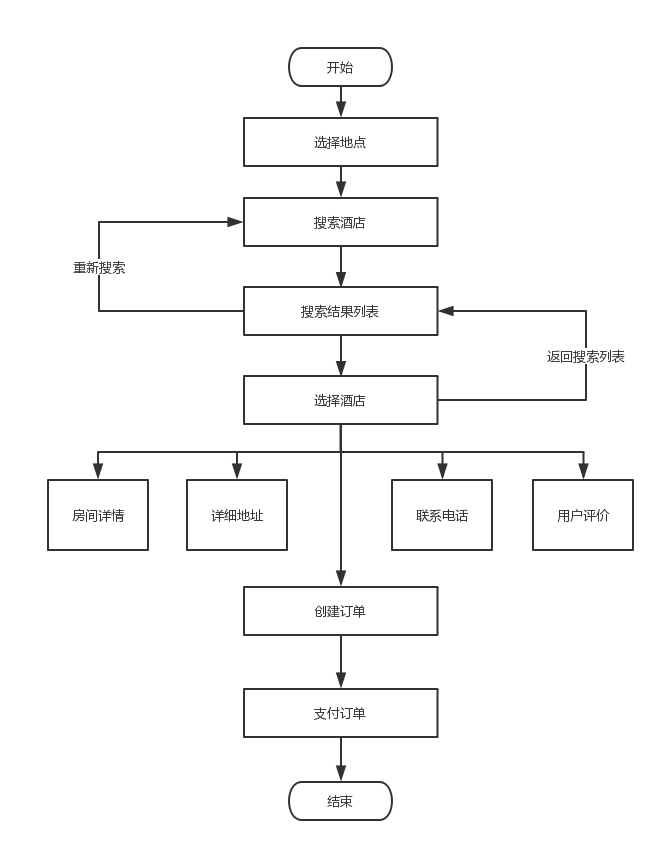 开始
选择地点
搜索酒店
重新搜索
搜索结果列表
返回搜索列表
选择酒店
房间详情
详细地址
联系电话
用户评价
创建订单
支付订单
结束